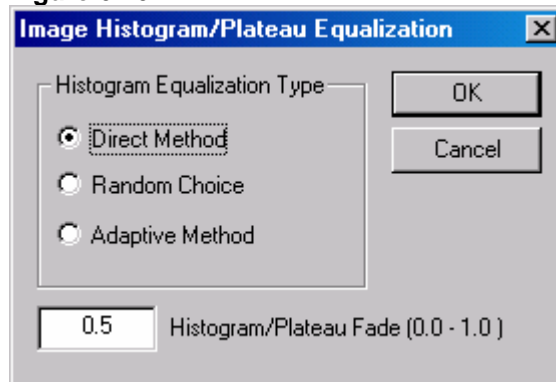 Image Histogram/Plateau Equalization
Histogram Equalization Type
Direct Method
Random Choice
Adaptive Method
OK
Cancel
0.5 Histogram/Plateau Fade (0.0 - 1.0 )